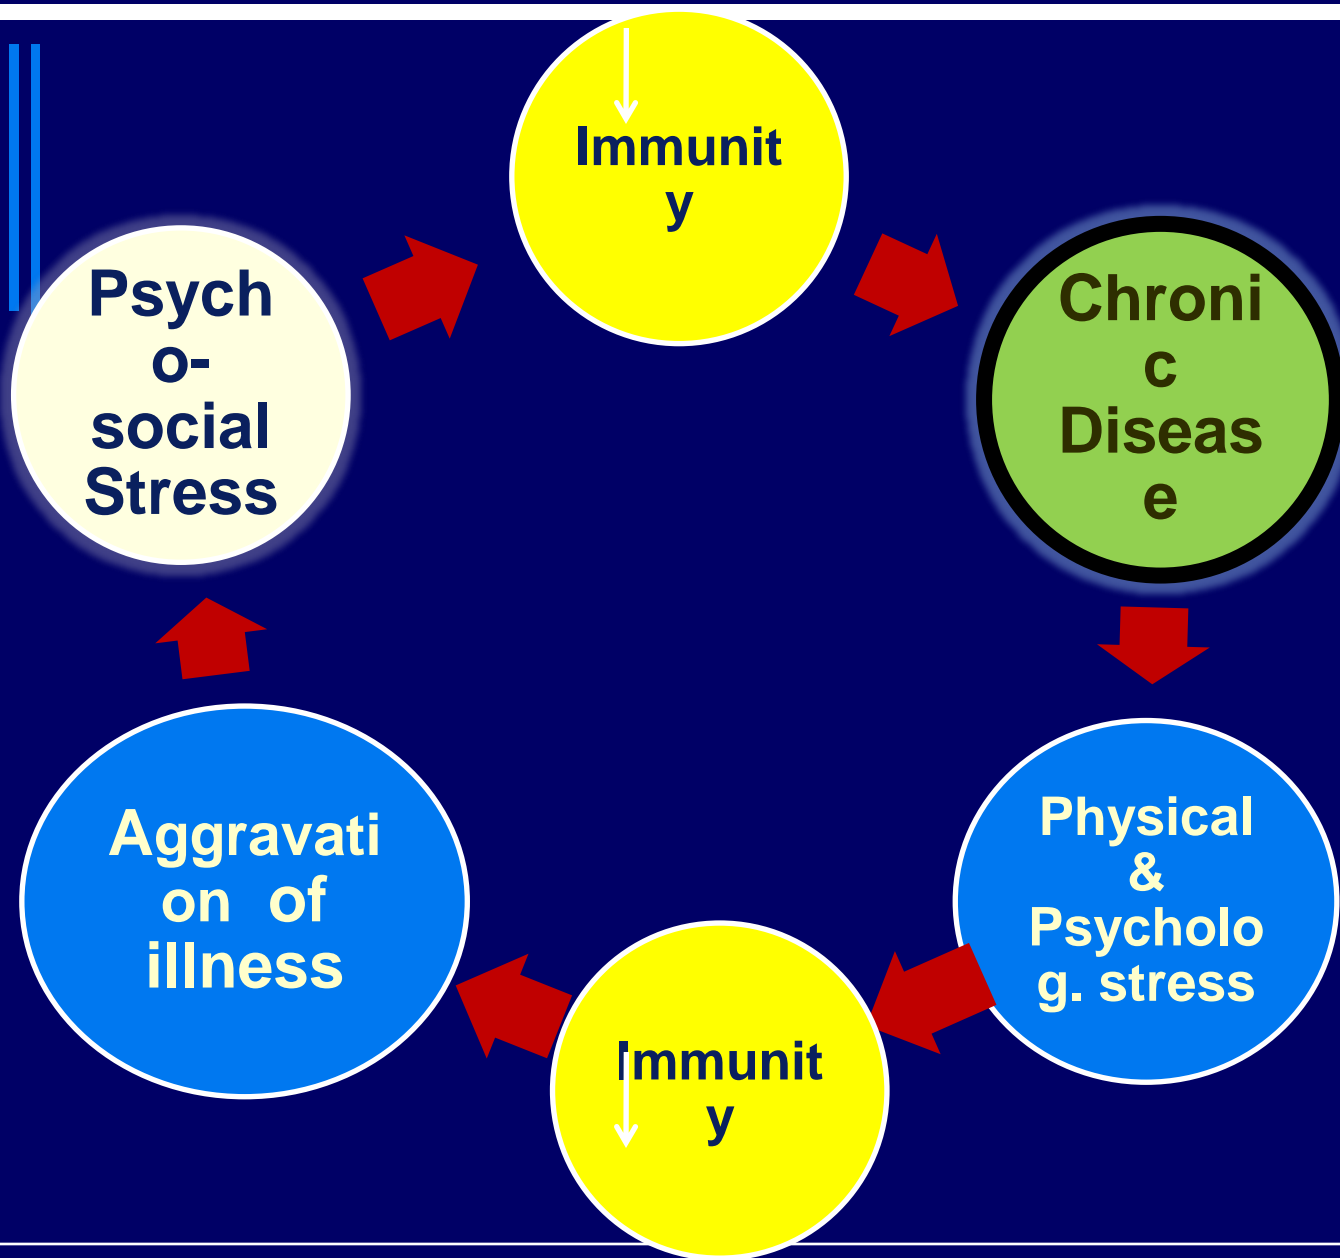 Immunit
y
Chroni
c
Diseas
e
Physical
&
Psycholo
g. stress
Immunit
y
Aggravati
on of
illness
Psych
o-
social
Stress